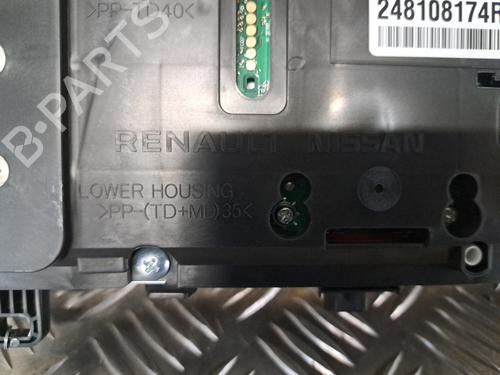 >PP-TD40<
248108174R
B-PARTS
RENAULT NISSAN
LOWER HOUSING
>PP-(TD+MD)35<